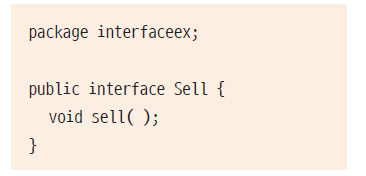 package interfaceex;
public interface Sell {
void sell( );
}